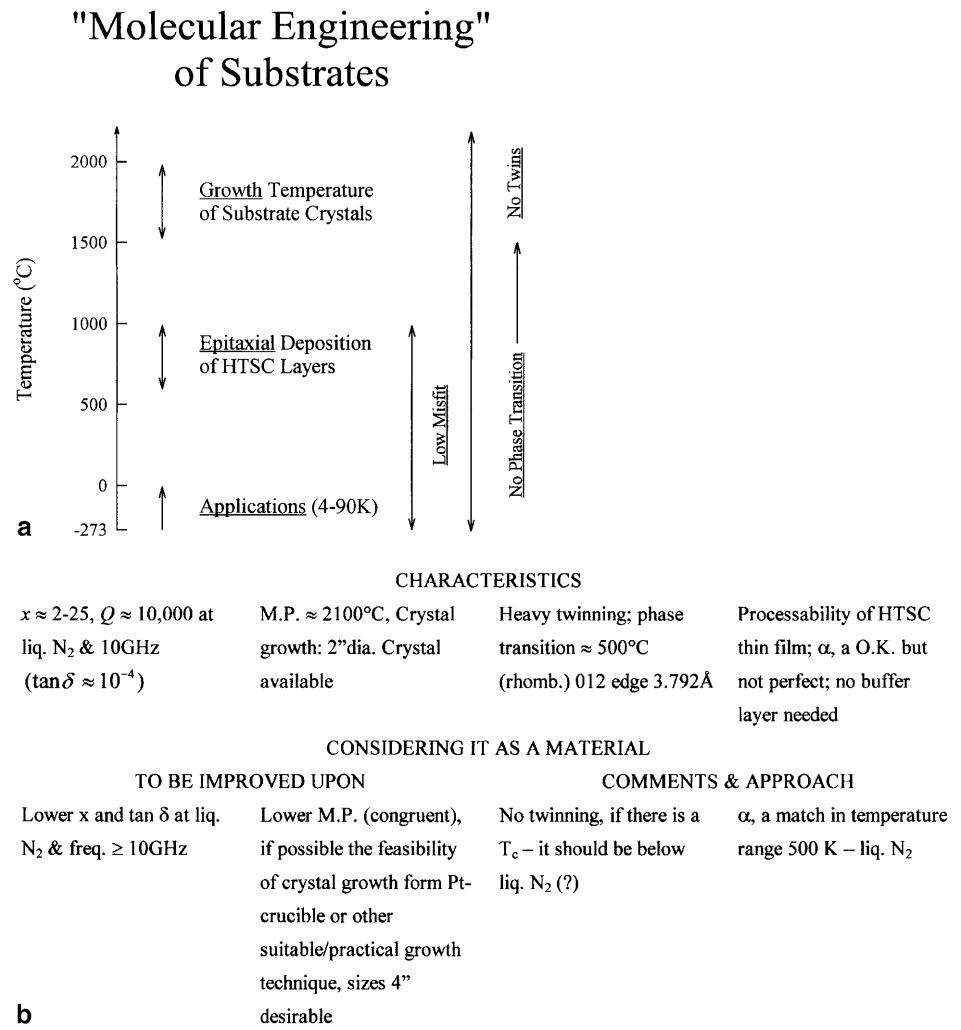 "Molecular Engineering"
of Substrates
Temperature (°C)
2000
1500
1000
500
0
-273
Growth Temperature
of Substrate Crystals
Epitaxial Deposition
of HTSC Layers
Applications (4-90K)
Low Misfit
No Twins
No Phase Transition
a
CHARACTERISTICS
x ≈ 2-25, Q ≈ 10,000 at
liq. N₂ & 10GHz
(tanδ ≈ 10⁻⁴)
M.P. ≈ 2100°C, Crystal
growth: 2”dia. Crystal
available
Heavy twinning; phase
transition ≈ 500°C
(rhomb.) 012 edge 3.792Å
Processability of HTSC
thin film; α, a O.K. but
not perfect; no buffer
layer needed
CONSIDERING IT AS A MATERIAL
TO BE IMPROVED UPON
COMMENTS & APPROACH
Lower x and tan δ at liq.
N₂ & freq. ≥ 10GHz
Lower M.P. (congruent),
if possible the feasibility
of crystal growth form Pt-
crucible or other
suitable/practical growth
technique, sizes 4”
desirable
No twinning, if there is a
T꜀ – it should be below
liq. N₂ (?)
α, a match in temperature
range 500 K – liq. N₂
b